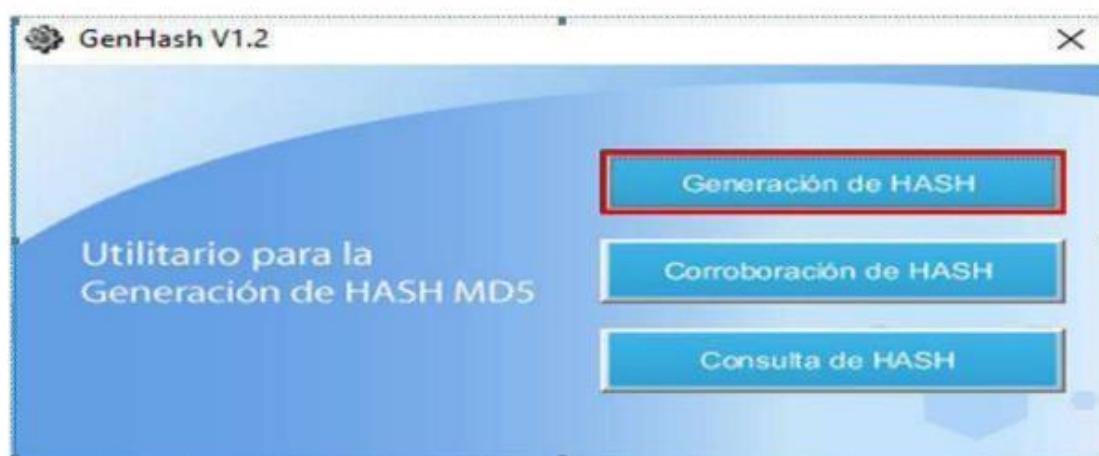 GenHash V1.2
Generación de HASH
Utilitario para la
Generación de HASH MD5
Corroboración de HASH
Consulta de HASH